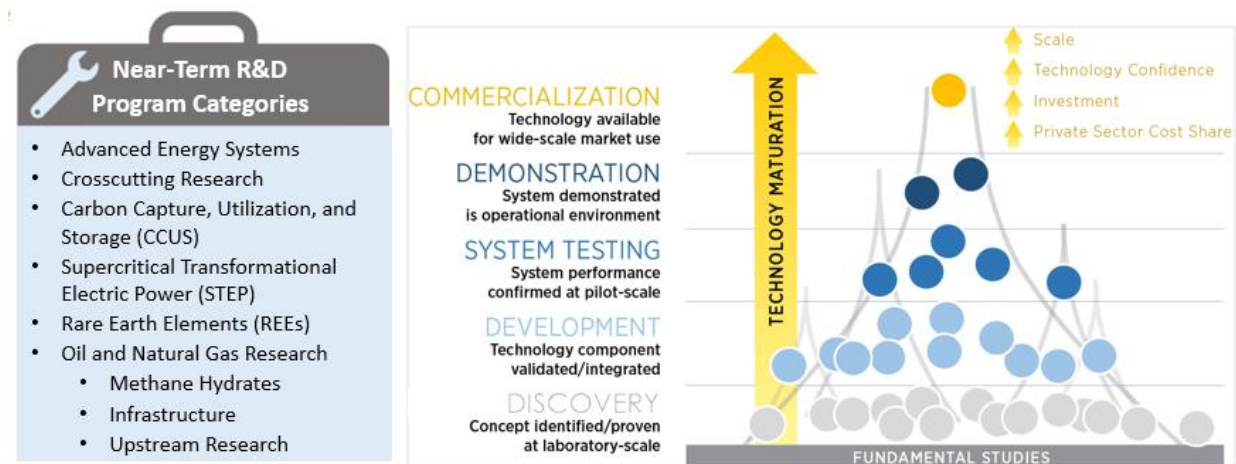 Near-Term R&D
Program Categories
• Advanced Energy Systems
• Crosscutting Research
• Carbon Capture, Utilization, and
Storage (CCUS)
• Supercritical Transformational
Electric Power (STEP)
• Rare Earth Elements (REEs)
• Oil and Natural Gas Research
• Methane Hydrates
• Infrastructure
• Upstream Research
COMMERCIALIZATION
Technology available
for wide-scale market use
DEMONSTRATION
System demonstrated
is operational environment
SYSTEM TESTING
System performance
confirmed at pilot-scale
DEVELOPMENT
Technology component
validated/integrated
DISCOVERY
Concept identified/proven
at laboratory-scale
TECHNOLOGY MATURATION
Scale
Technology Confidence
Investment
Private Sector Cost Share
FUNDAMENTAL STUDIES